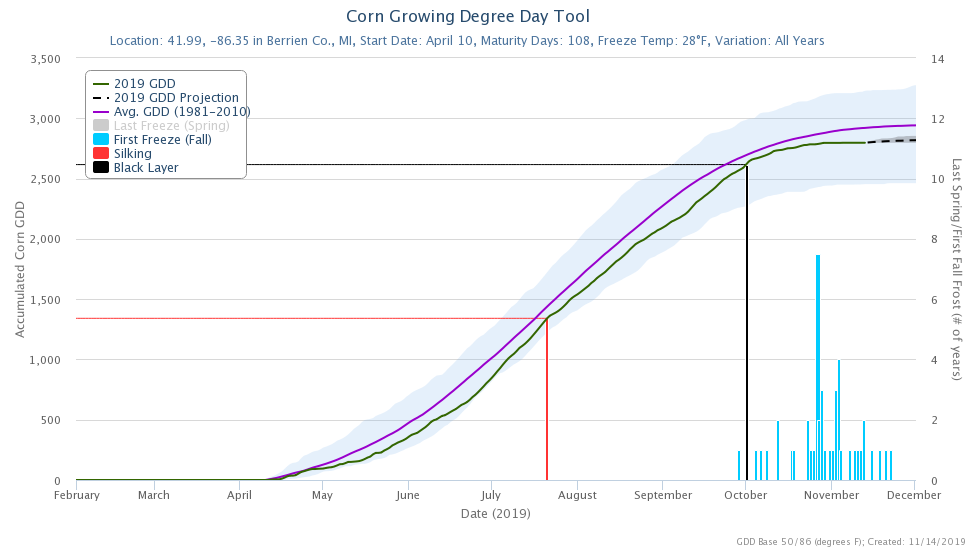 Corn Growing Degree Day Tool
Location: 41.99, -86.35 in Berrien Co., MI, Start Date: April 10, Maturity Days: 108, Freeze Temp: 28°F, Variation: All Years
3,500
3,000
2,500
2,000
1,500
1,000
500
0
Accumulated Corn GDD
2019 GDD
2019 GDD Projection
Avg. GDD (1981-2010)
Last Freeze (Spring)
First Freeze (Fall)
Silking
Black Layer
14
12
10
8
6
4
2
0
Last Spring/First Fall Frost (# of years)
February March April May June July August September October November December
Date (2019)
GDD Base 50/86 (degrees F); Created: 11/14/2019